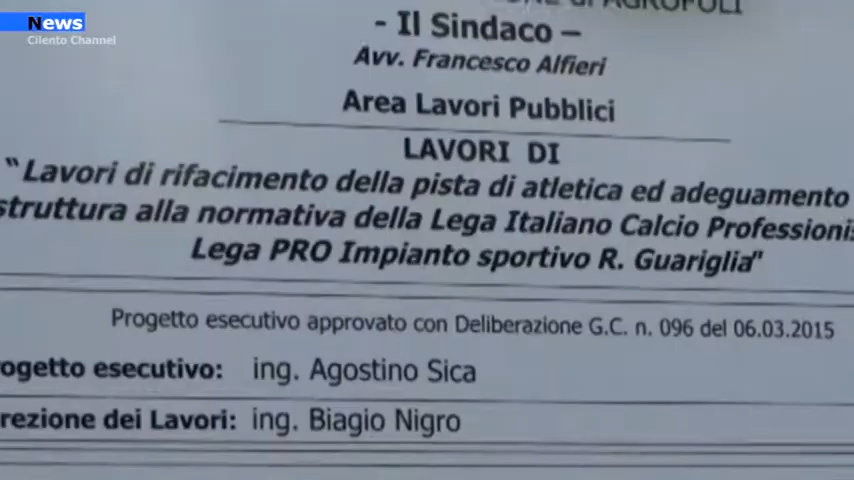 News
Cilento Channel
AGROPOLI
- Il Sindaco –
Avv. Francesco Alfieri
Area Lavori Pubblici
LAVORI DI
"Lavori di rifacimento della pista di atletica ed adeguamento
struttura alla normativa della Lega Italiano Calcio Professionis
Lega PRO Impianto sportivo R. Guariglia"
Progetto esecutivo approvato con Deliberazione G.C. n. 096 del 06.03.2015
ogetto esecutivo: ing. Agostino Sica
rezione dei Lavori: ing. Biagio Nigro